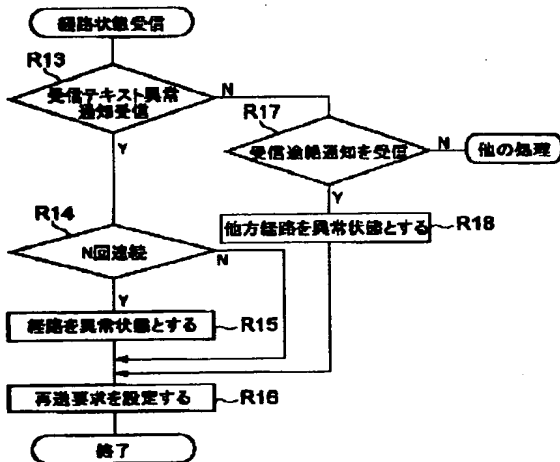 経路状態受信
R13
受信テキスト異常
通知受信
N
Y
R17
受信途絶通知を受信
N
他の処理
Y
他方経路を異常状態とする
R18
R14
N回連続
N
Y
経路を異常状態とする
R15
再送要求を設定する
R16
終了